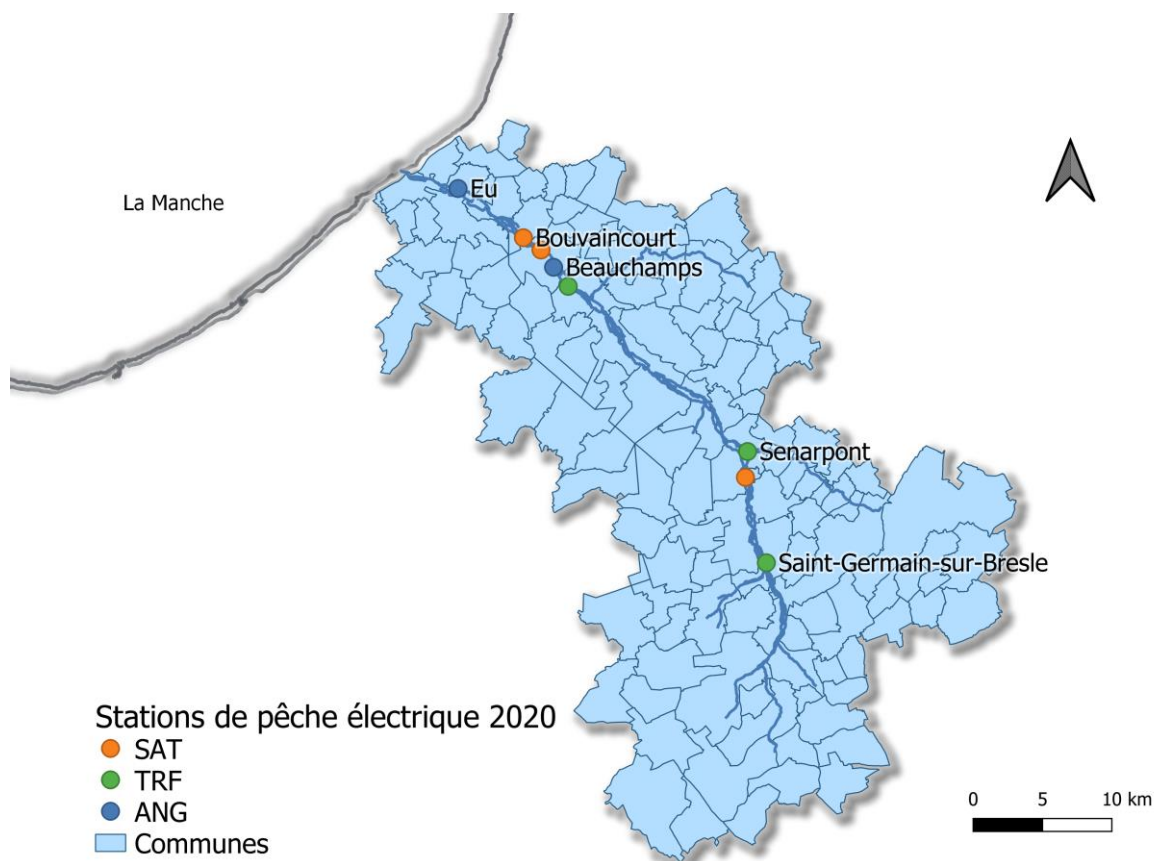 La Manche
Eu
Bouvaincourt
Beauchamps
Senarpont
Saint-Germain-sur-Bresle
Stations de pêche électrique 2020
SAT
TRF
ANG
Communes
0 5 10 km